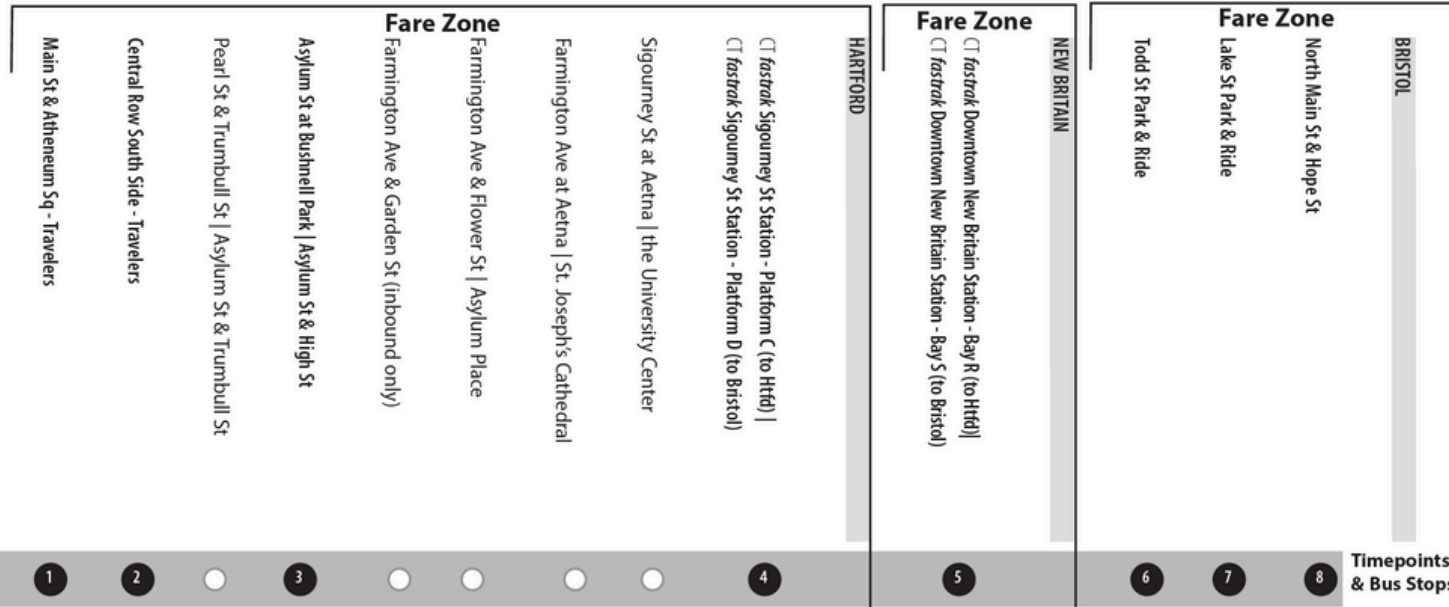 Fare Zone
Main St & Atheneum Sq - Travelers
Central Row South Side - Travelers
Pearl St & Trumbull St | Asylum St & Trumbull St
Asylum St at Bushnell Park | Asylum St & High St
Farmington Ave & Garden St (inbound only)
Farmington Ave & Flower St | Asylum Place
Farmington Ave at Aetna | St. Joseph's Cathedral
Sigourney St at Aetna | the University Center
CT fastrak Sigourney St Station - Platform C (to Htfd) |
CT fastrak Sigourney St Station - Platform D (to Bristol)
HARTFORD
Fare Zone
CT fastrak Downtown New Britain Station - Bay R (to Htfd)|
CT fastrak Downtown New Britain Station - Bay S (to Bristol)
NEW BRITAIN
Fare Zone
Todd St Park & Ride
Lake St Park & Ride
North Main St & Hope St
BRISTOL
1 2 3 4 5 6 7 8
Timepoints
& Bus Stops